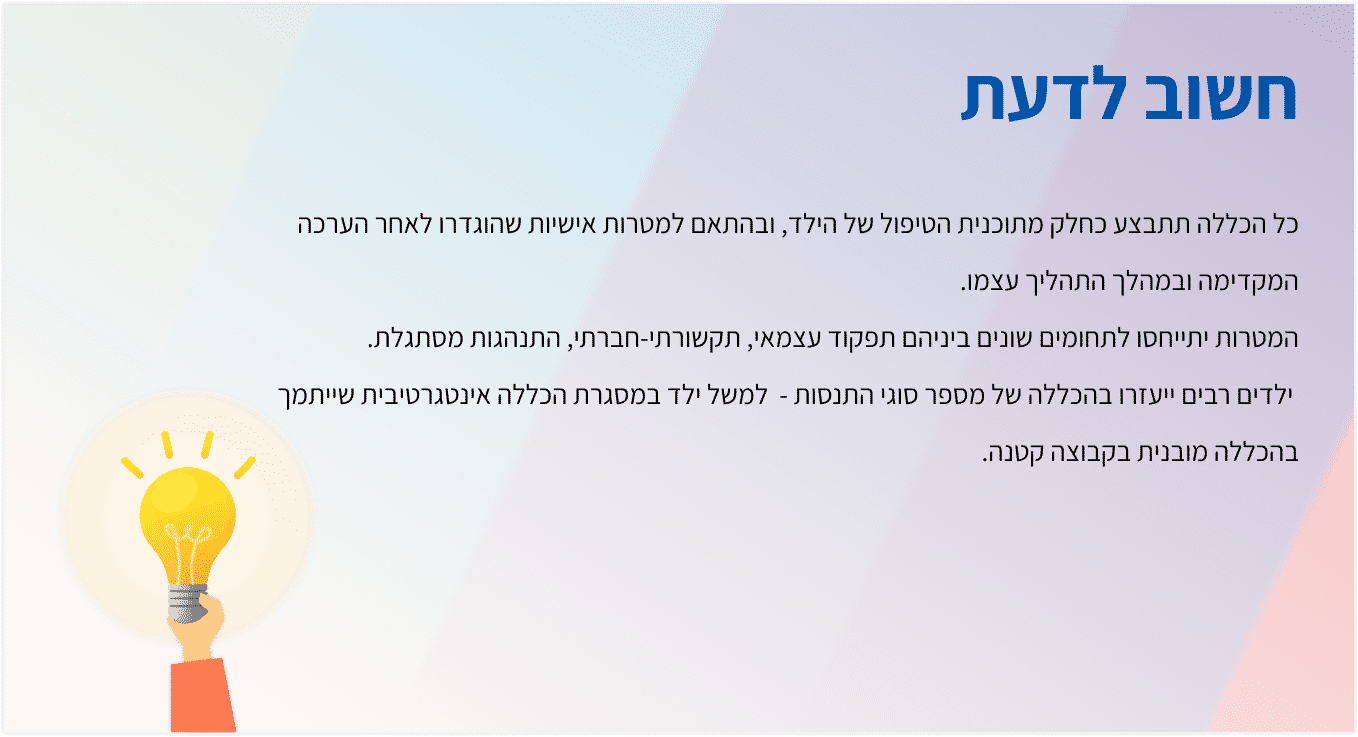 חשוב לדעת
כל הכללה תתבצע כחלק מתוכנית הטיפול של הילד, ובהתאם למטרות אישיות שהוגדרו לאחר הערכה
המקדימה ובמהלך התהליך עצמו.
המטרות יתייחסו לתחומים שונים ביניהם תפקוד עצמאי, תקשורתי-חברתי, התנהגות מסתגלת.
ילדים רבים ייעזרו בהכללה של מספר סוגי התנסות -  למשל ילד במסגרת הכללה אינטגרטיבית שייתמך
בהכללה מובנית בקבוצה קטנה.